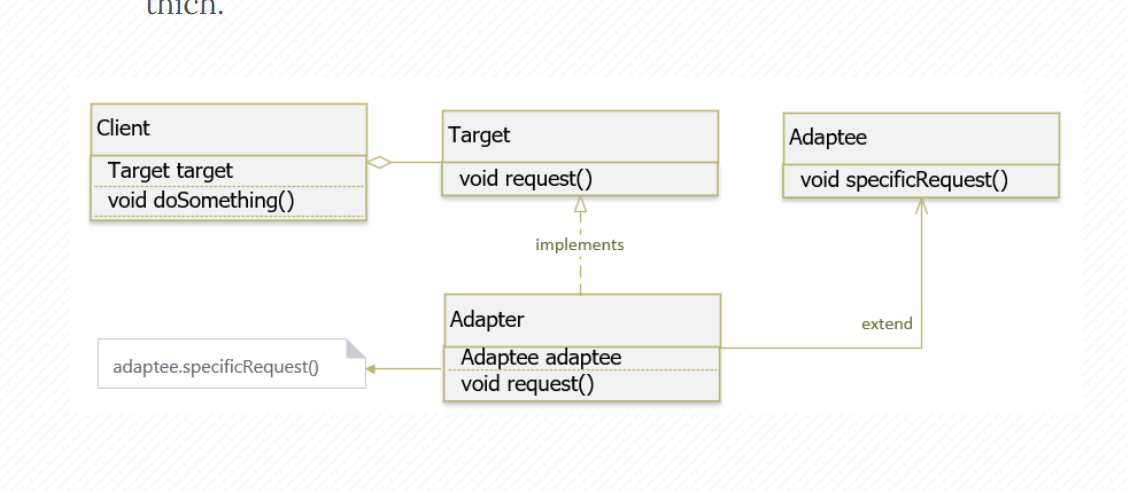 thích.
Client
Target target
void doSomething()
Target
void request()
Adaptee
void specificRequest()
implements
Adapter
Adaptee adaptee
void request()
extend
adaptee.specificRequest()